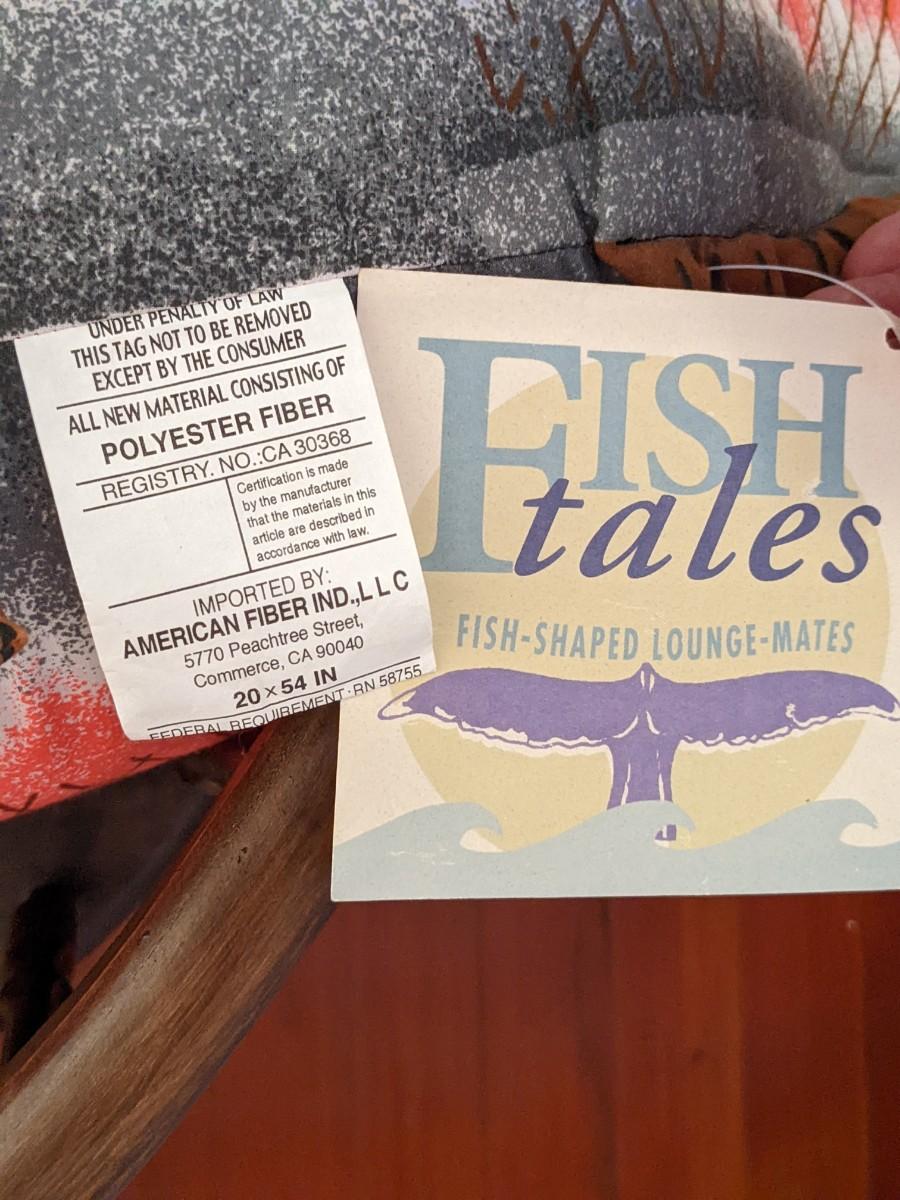 UNDER PENALTY OF LAW
THIS TAG NOT TO BE REMOVED
EXCEPT BY THE CONSUMER
ALL NEW MATERIAL CONSISTING OF
POLYESTER FIBER
REGISTRY. NO.:CA 30368
Certification is made
by the manufacturer
that the materials in this
article are described in
accordance with law.
IMPORTED BY:
AMERICAN FIBER IND.,L L C
5770 Peachtree Street,
Commerce, CA 90040
20 × 54 IN
FEDERAL REQUIREMENT · RN 58755
FISH
tales
FISH-SHAPED LOUNGE-MATES